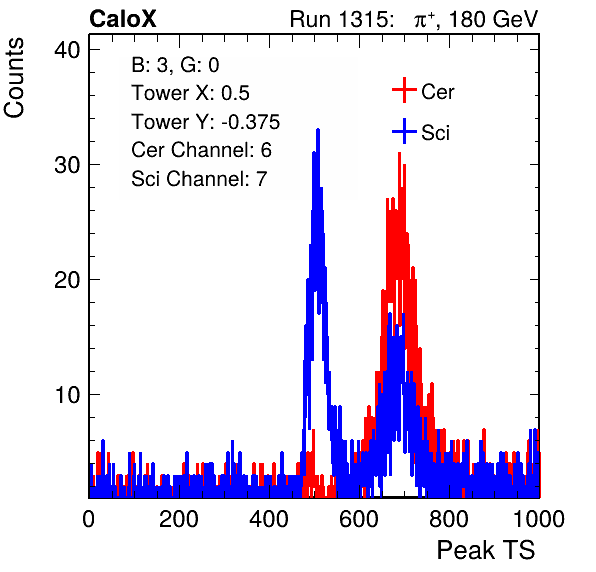 CaloX Run 1315: π⁺, 180 GeV
Counts
40
30
20
10
B: 3, G: 0
Tower X: 0.5
Tower Y: -0.375
Cer Channel: 6
Sci Channel: 7
Cer
Sci
0 200 400 600 800 1000
Peak TS